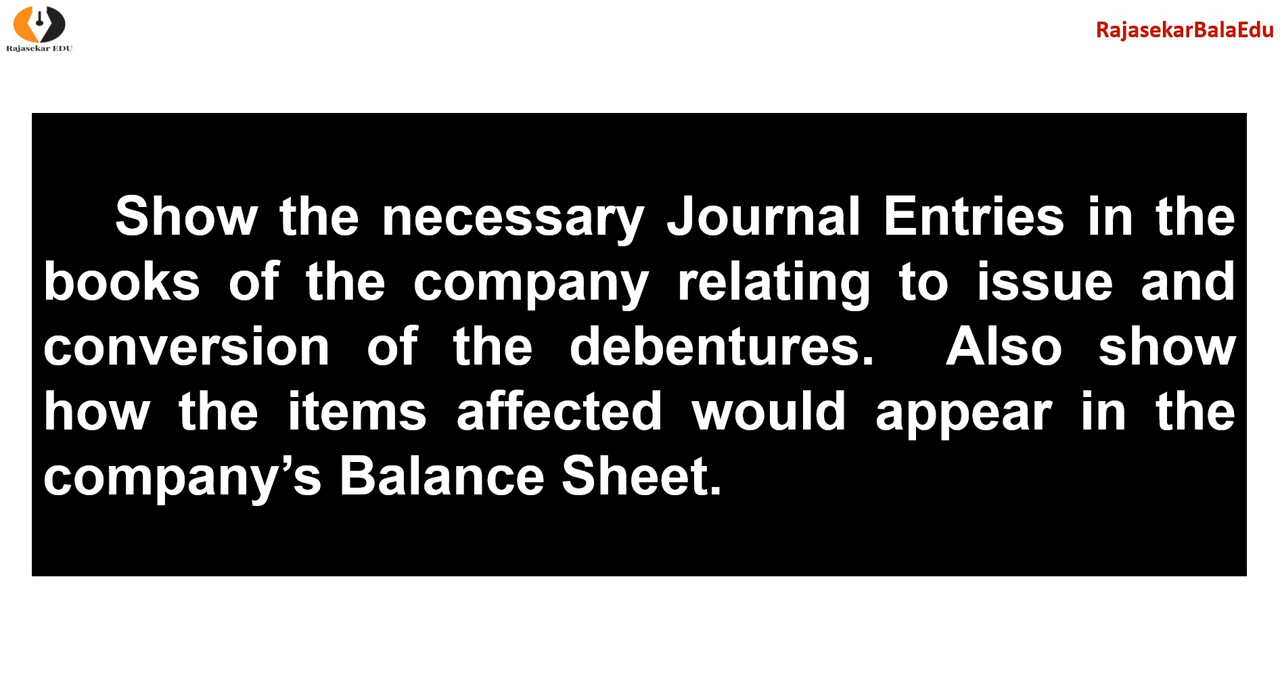 Rajasekar EDU
RajasekarBalaEdu
Show the necessary Journal Entries in the
books of the company relating to issue and
conversion of the debentures. Also show
how the items affected would appear in the
company’s Balance Sheet.